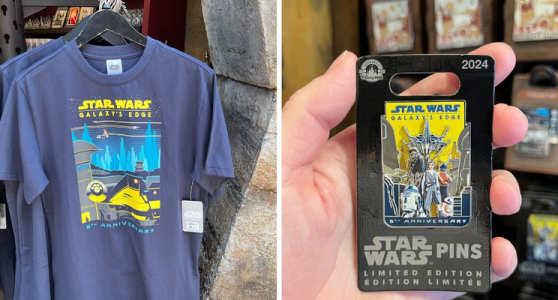 STAR WARS
GALAXY'S EDGE
5TH ANNIVERSARY
2024
STAR WARS
GALAXY'S EDGE
5TH ANNIVERSARY
STAR WARS PINS
LIMITED EDITION
ÉDITION LIMITÉE